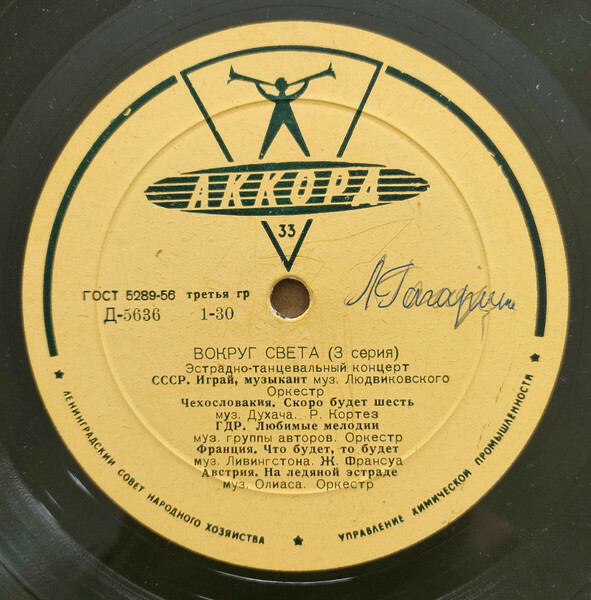 АККОРД
33
ГОСТ 5289-56 третья гр
Д-5636 1-30
Л. Гагарин
ВОКРУГ СВЕТА (3 серия)
Эстрадно-танцевальный концерт
СССР. Играй, музыкант муз. Людвиковского
Оркестр
Чехословакия. Скоро будет шесть
муз. Духача. Р. Кортез
ГДР. Любимые мелодии
муз. группы авторов. Оркестр
Франция. Что будет, то будет
муз. Ливингстона. Ж. Франсуа
Австрия. На ледяной эстраде
муз. Олиаса. Оркестр
ЛЕНИНГРАДСКИЙ СОВЕТ НАРОДНОГО ХОЗЯЙСТВА ★ УПРАВЛЕНИЕ ХИМИЧЕСКОЙ ПРОМЫШЛЕННОСТИ